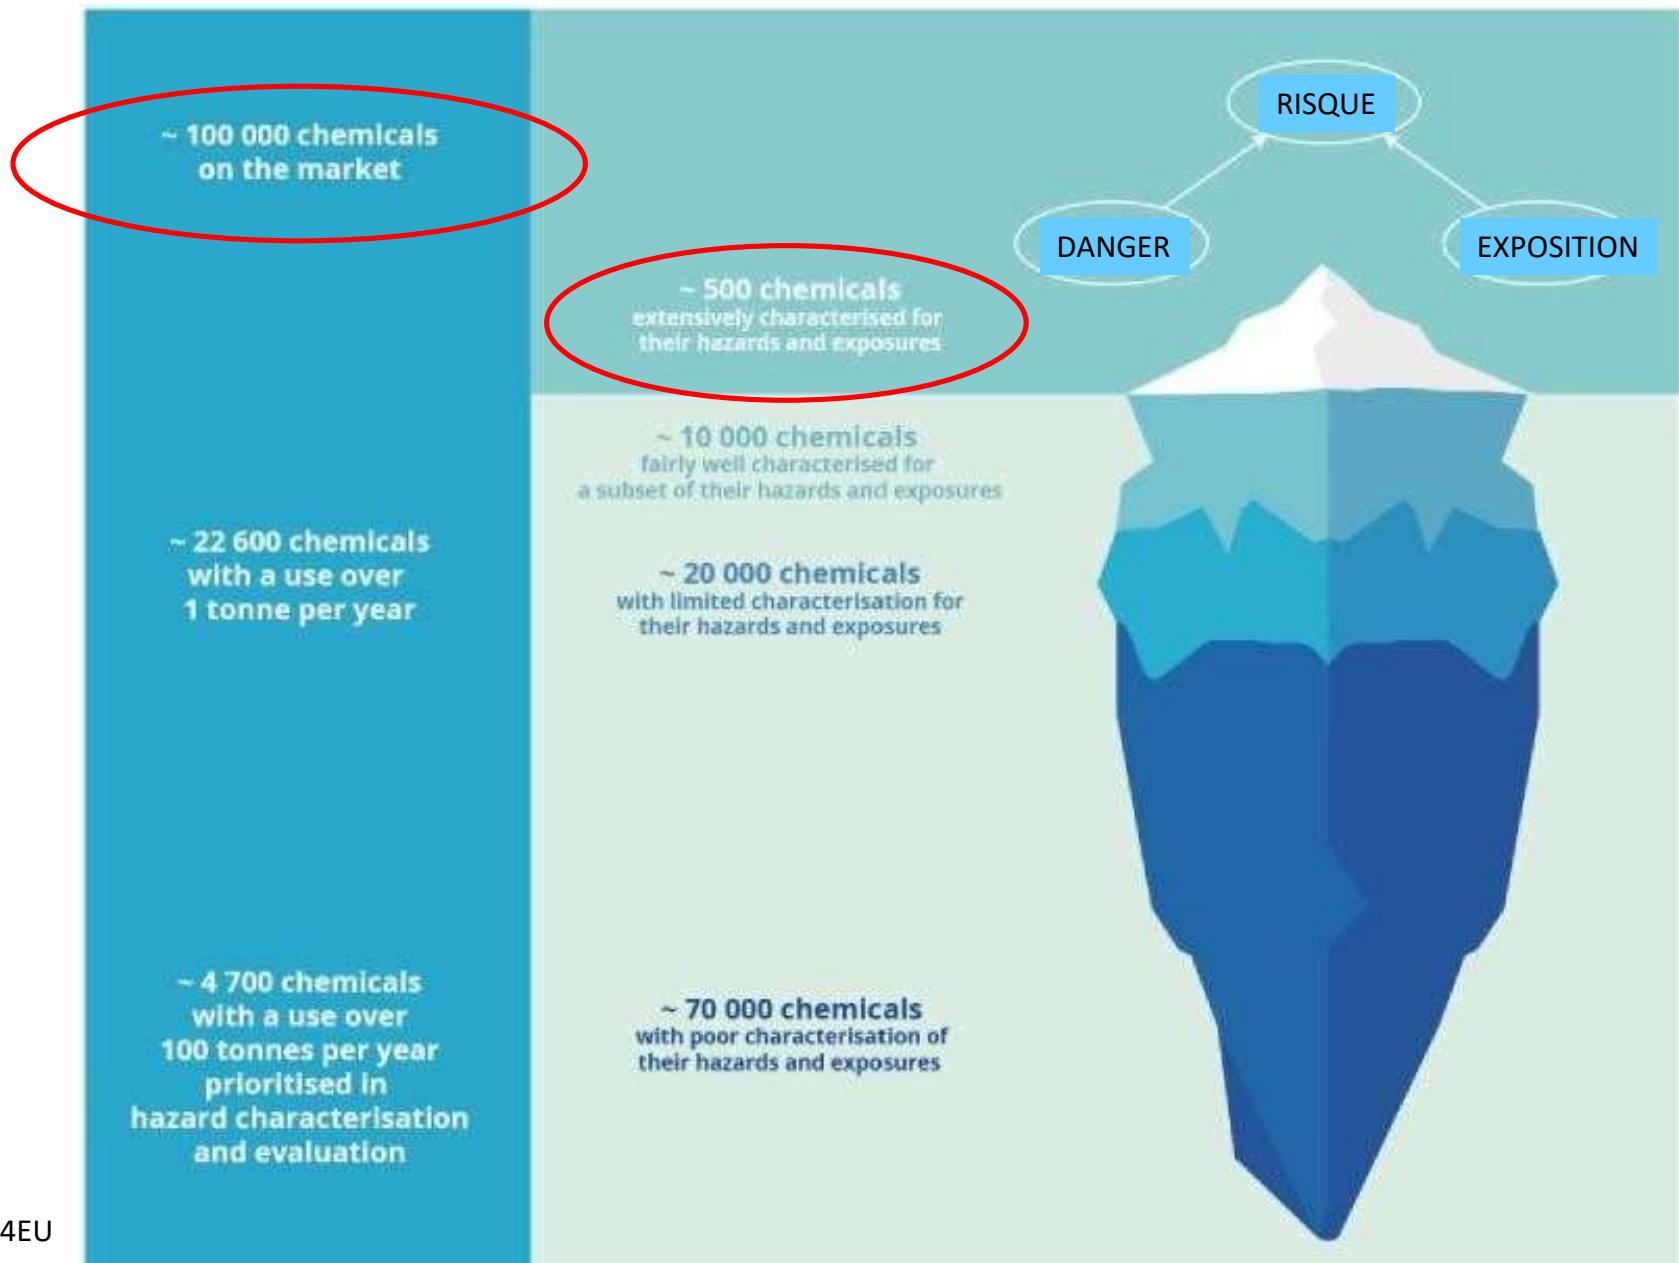 ~ 100 000 chemicals
on the market
~ 22 600 chemicals
with a use over
1 tonne per year
~ 4 700 chemicals
with a use over
100 tonnes per year
prioritised in
hazard characterisation
and evaluation
~ 500 chemicals
extensively characterised for
their hazards and exposures
~ 10 000 chemicals
fairly well characterised for
a subset of their hazards and exposures
~ 20 000 chemicals
with limited characterisation for
their hazards and exposures
~ 70 000 chemicals
with poor characterisation of
their hazards and exposures
RISQUE
DANGER
EXPOSITION
4EU